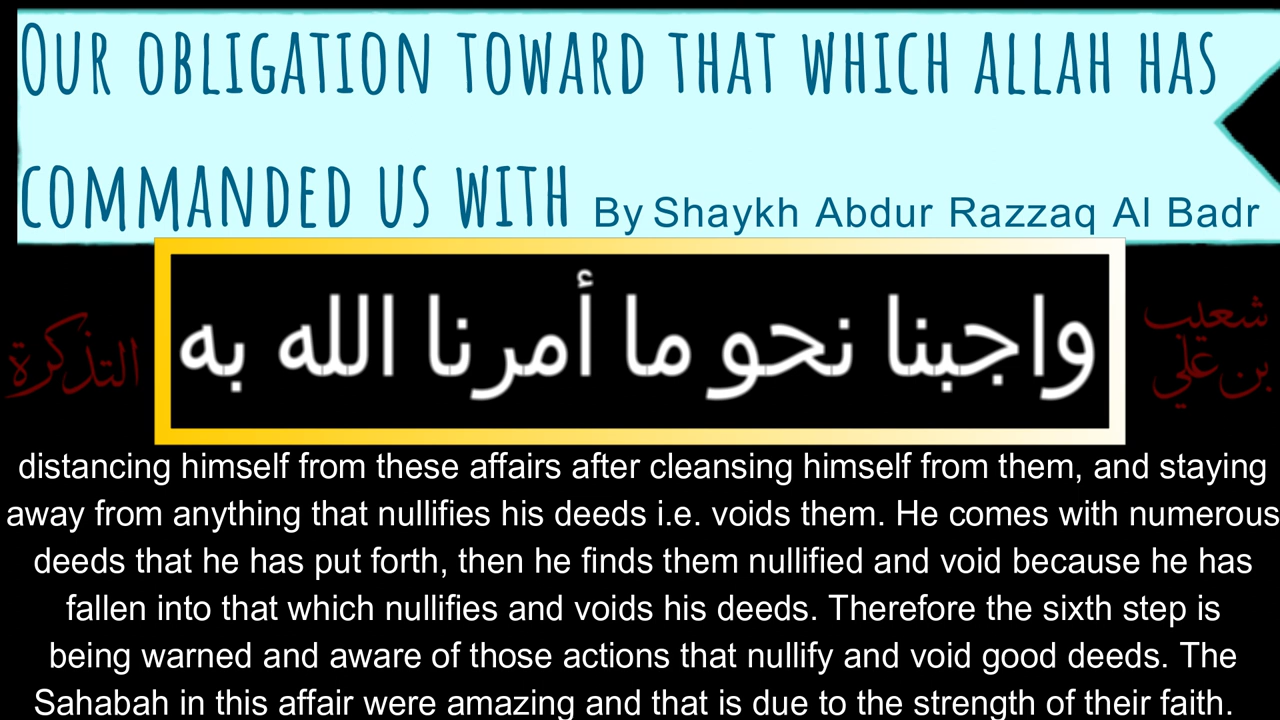 OUR OBLIGATION TOWARD THAT WHICH ALLAH HAS
COMMANDED US WITH By Shaykh Abdur Razzaq Al Badr
واجبنا نحو ما أمرنا الله به
شعيب
بن علي
التذكرة
distancing himself from these affairs after cleansing himself from them, and staying
away from anything that nullifies his deeds i.e. voids them. He comes with numerous
deeds that he has put forth, then he finds them nullified and void because he has
fallen into that which nullifies and voids his deeds. Therefore the sixth step is
being warned and aware of those actions that nullify and void good deeds. The
Sahabah in this affair were amazing and that is due to the strength of their faith.